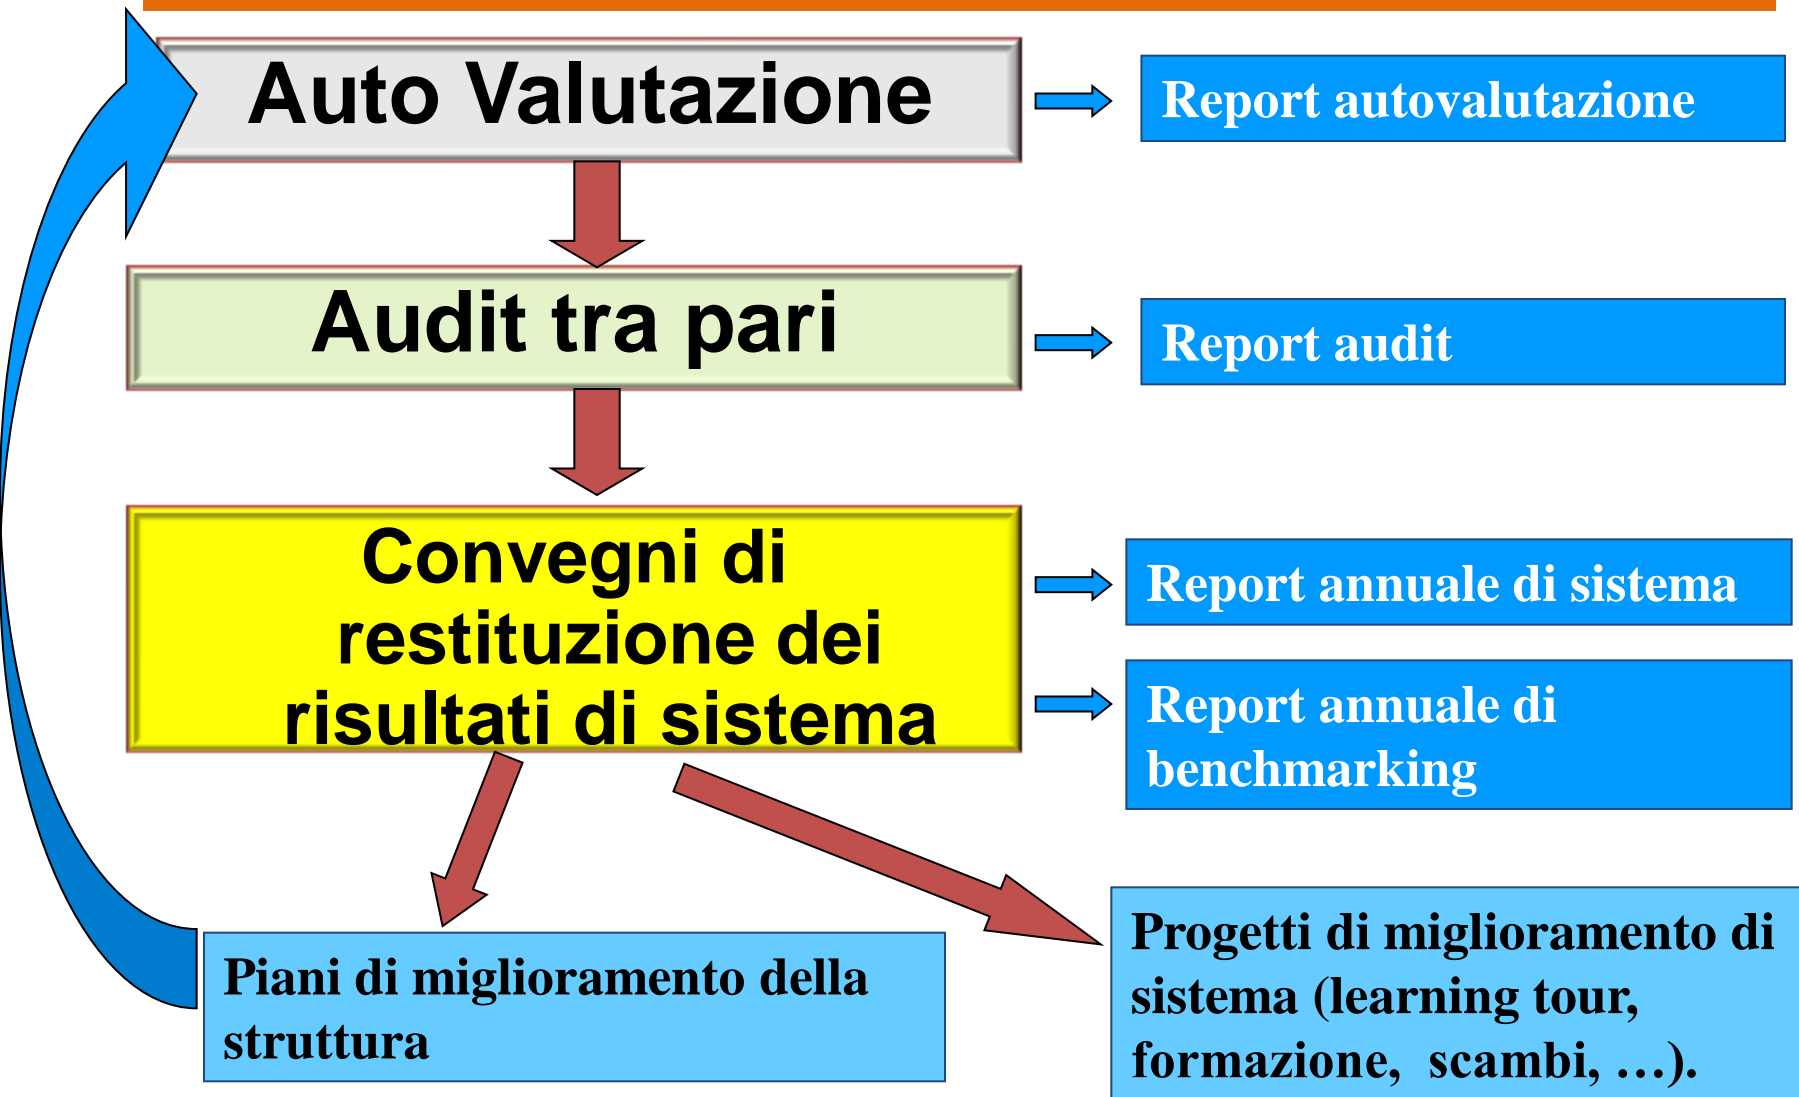 Auto Valutazione
Report autovalutazione
Audit tra pari
Report audit
Convegni di
restituzione dei
risultati di sistema
Report annuale di sistema
Report annuale di
benchmarking
Piani di miglioramento della
struttura
Progetti di miglioramento di
sistema (learning tour,
formazione,  scambi, …).